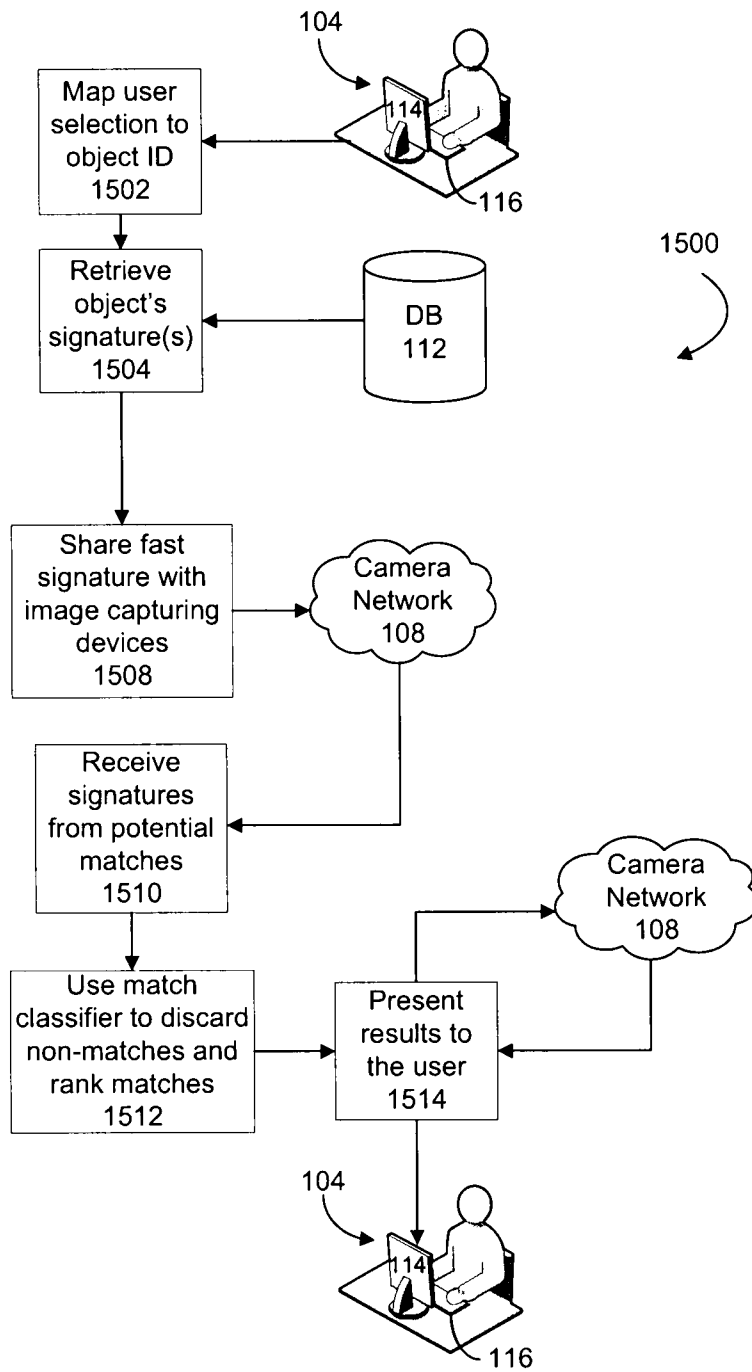 104
114
116
Map user
selection to
object ID
1502
1500
Retrieve
object's
signature(s)
1504
DB
112
Share fast
signature with
image capturing
devices
1508
Camera
Network
108
Receive
signatures
from potential
matches
1510
Camera
Network
108
Use match
classifier to discard
non-matches and
rank matches
1512
Present
results to
the user
1514
104
114
116